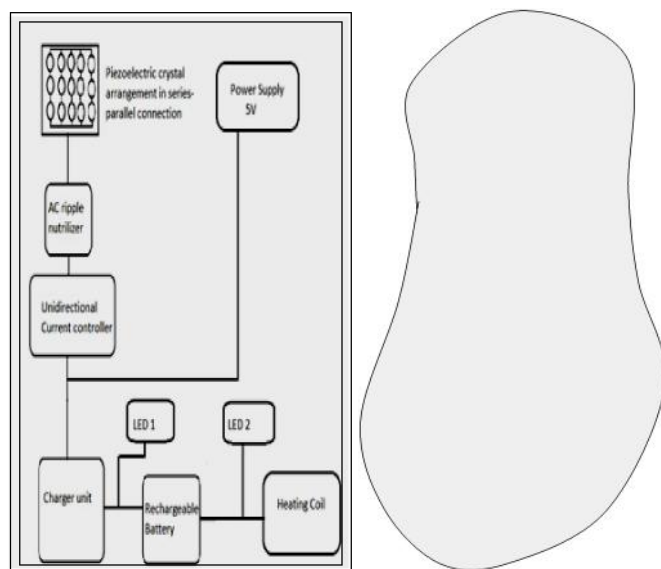 Piezoelectric crystal
arrangement in series-
parallel connection
Power Supply
5V
AC ripple
nutrilizer
Unidirectional
Current controller
LED 1
LED 2
Charger unit
Rechargeable
Battery
Heating Coil